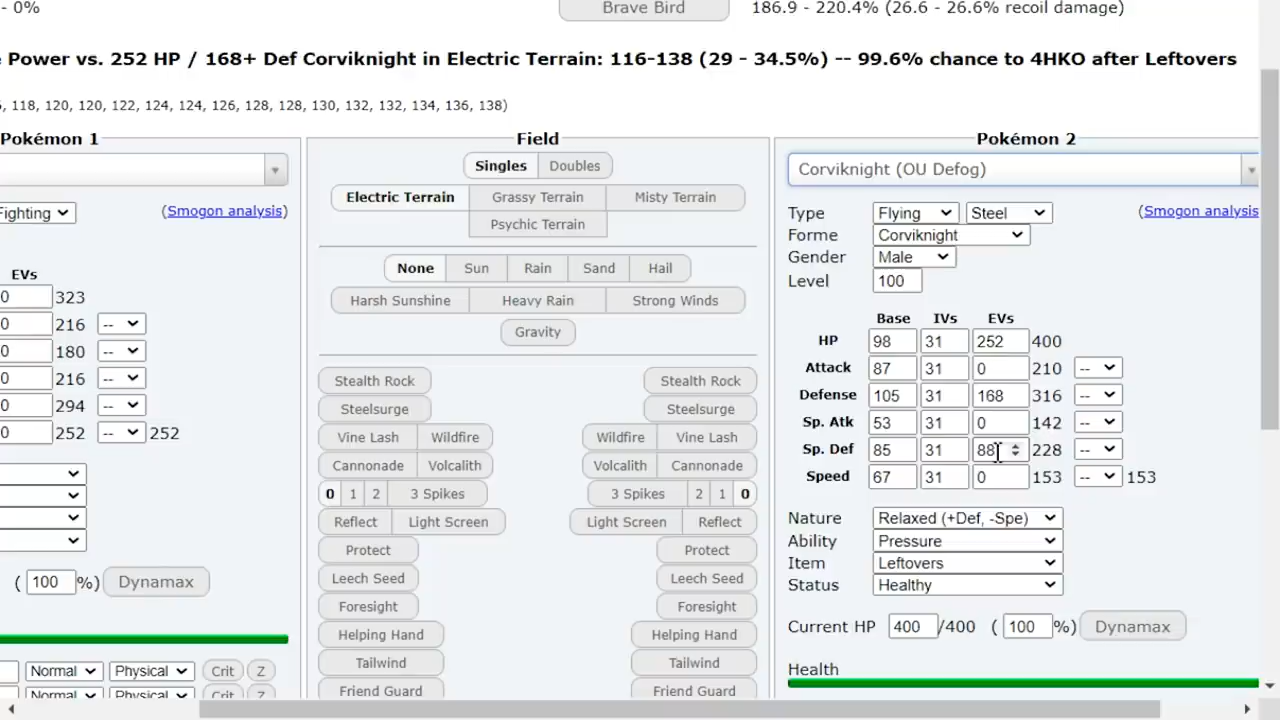 - 0%
Brave Bird
186.9 - 220.4% (26.6 - 26.6% recoil damage)
Power vs. 252 HP / 168+ Def Corviknight in Electric Terrain: 116-138 (29 - 34.5%) -- 99.6% chance to 4HKO after Leftovers
, 118, 120, 120, 122, 124, 124, 126, 128, 128, 130, 132, 132, 134, 136, 138)
Pokémon 1
Fighting
(Smogon analysis)
EVs
0 323
0 216 --
0 180 --
0 216 --
0 294 --
0 252 -- 252
( 100 %) Dynamax
Normal Physical Crit Z
Normal Physical Crit Z
Field
Singles Doubles
Electric Terrain Grassy Terrain Misty Terrain
Psychic Terrain
None Sun Rain Sand Hail
Harsh Sunshine Heavy Rain Strong Winds
Gravity
Stealth Rock Stealth Rock
Steelsurge Steelsurge
Vine Lash Wildfire Wildfire Vine Lash
Cannonade Volcalith Volcalith Cannonade
0 1 2 3 Spikes 3 Spikes 2 1 0
Reflect Light Screen Light Screen Reflect
Protect Protect
Leech Seed Leech Seed
Foresight Foresight
Helping Hand Helping Hand
Tailwind Tailwind
Friend Guard Friend Guard
Pokémon 2
Corviknight (OU Defog)
Type Flying Steel (Smogon analysis
Forme Corviknight
Gender Male
Level 100
Base IVs EVs
HP 98 31 252 400
Attack 87 31 0 210 --
Defense 105 31 168 316 --
Sp. Atk 53 31 0 142 --
Sp. Def 85 31 88 228 --
Speed 67 31 0 153 -- 153
Nature Relaxed (+Def, -Spe)
Ability Pressure
Item Leftovers
Status Healthy
Current HP 400 /400 ( 100 %) Dynamax
Health